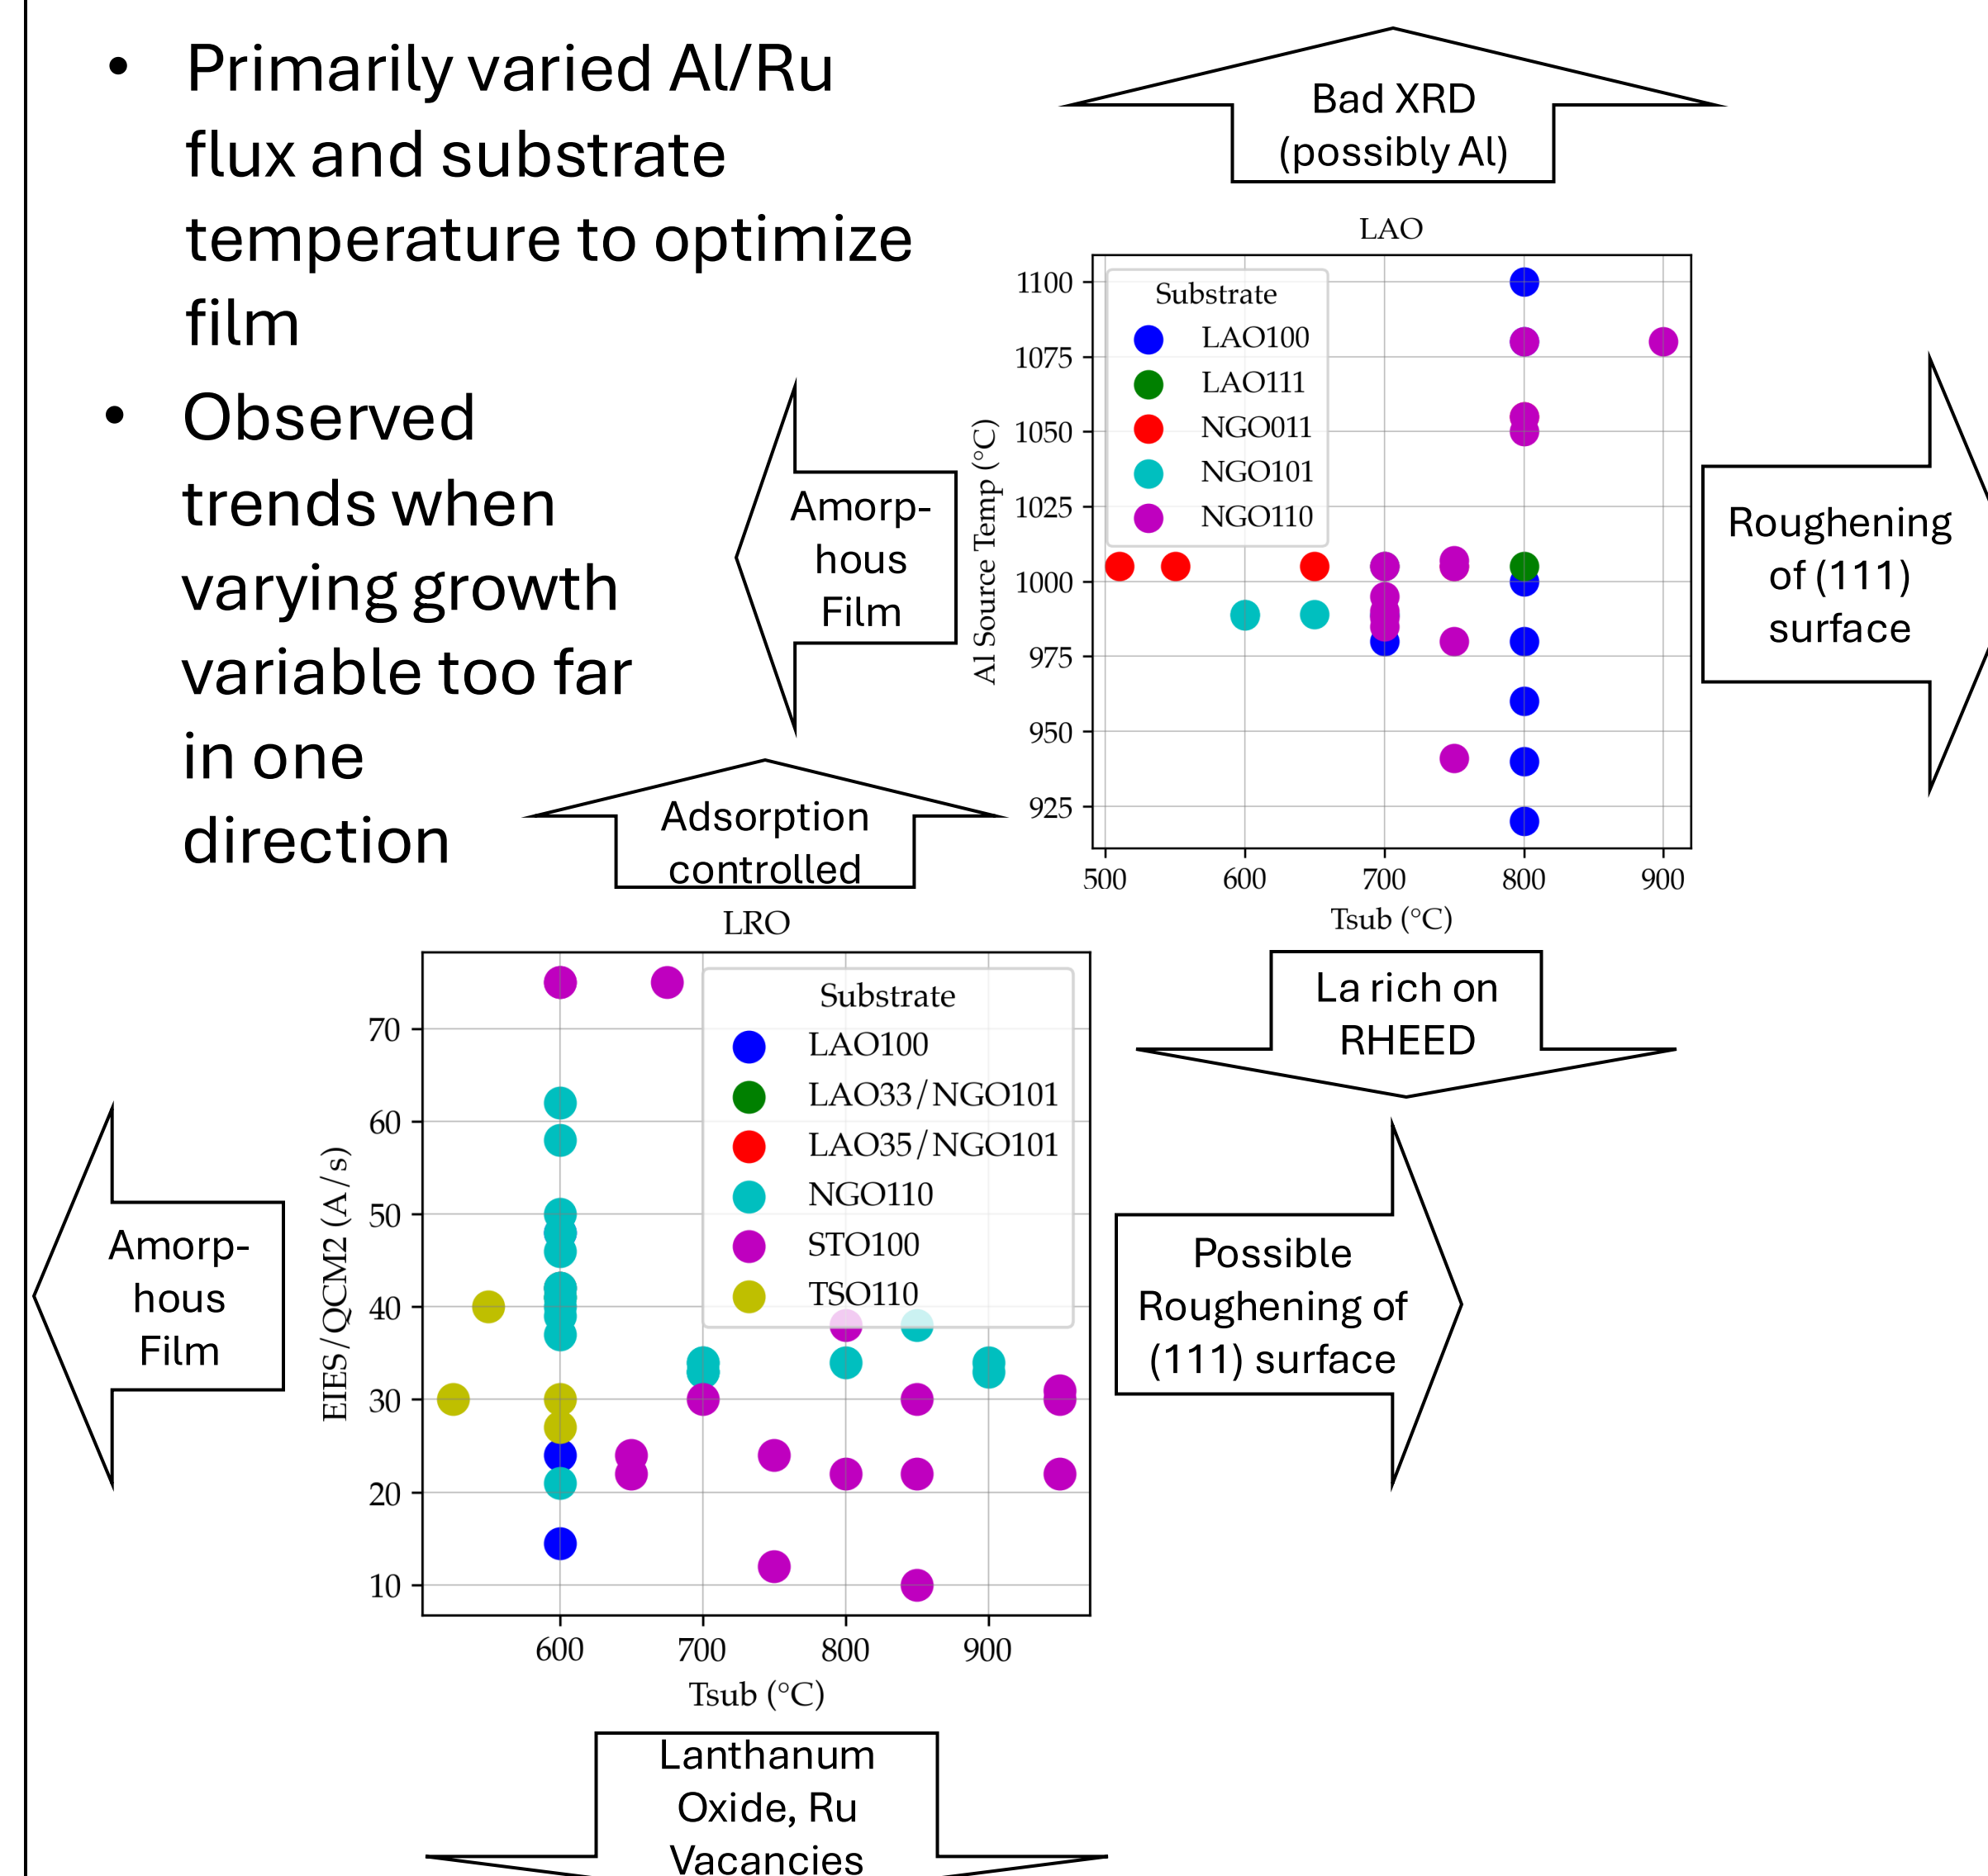 • Primarily varied Al/Ru
flux and substrate
temperature to optimize
film
• Observed
trends when
varying growth
variable too far
in one
direction
Bad XRD
(possibly Al)
LAO
Al Source Temp (°C)
1100
1075
1050
1025
1000
975
950
925
Substrate
LAO100
LAO111
NGO011
NGO101
NGO110
500 600 700 800 900
Tsub (°C)
Amorp-
hous
Film
Roughening
of (111)
surface
Adsorption
controlled
La rich on
RHEED
LRO
EIES/QCM2 (A/s)
70
60
50
40
30
20
10
Substrate
LAO100
LAO33/NGO101
LAO35/NGO101
NGO110
STO100
TSO110
600 700 800 900
Tsub (°C)
Amorp-
hous
Film
Possible
Roughening of
(111) surface
Lanthanum
Oxide, Ru
Vacancies